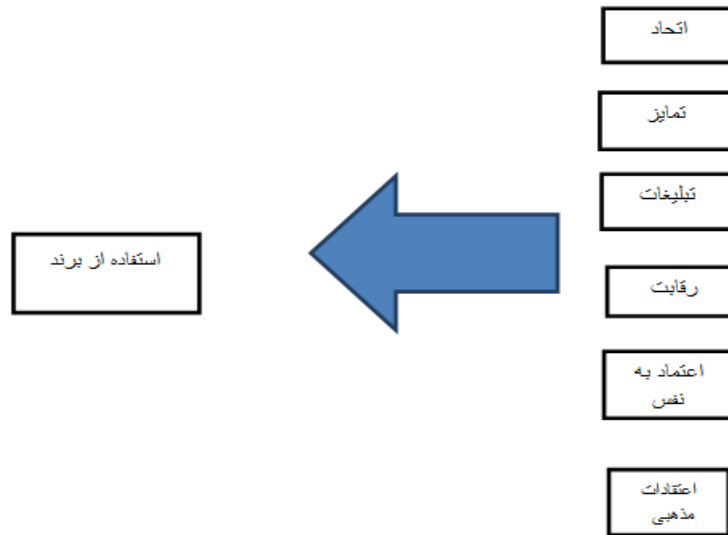 اتحاد
تمایز
تبلیغات
رقابت
اعتماد به
نفس
اعتقادات
مذهبی
استفاده از برند